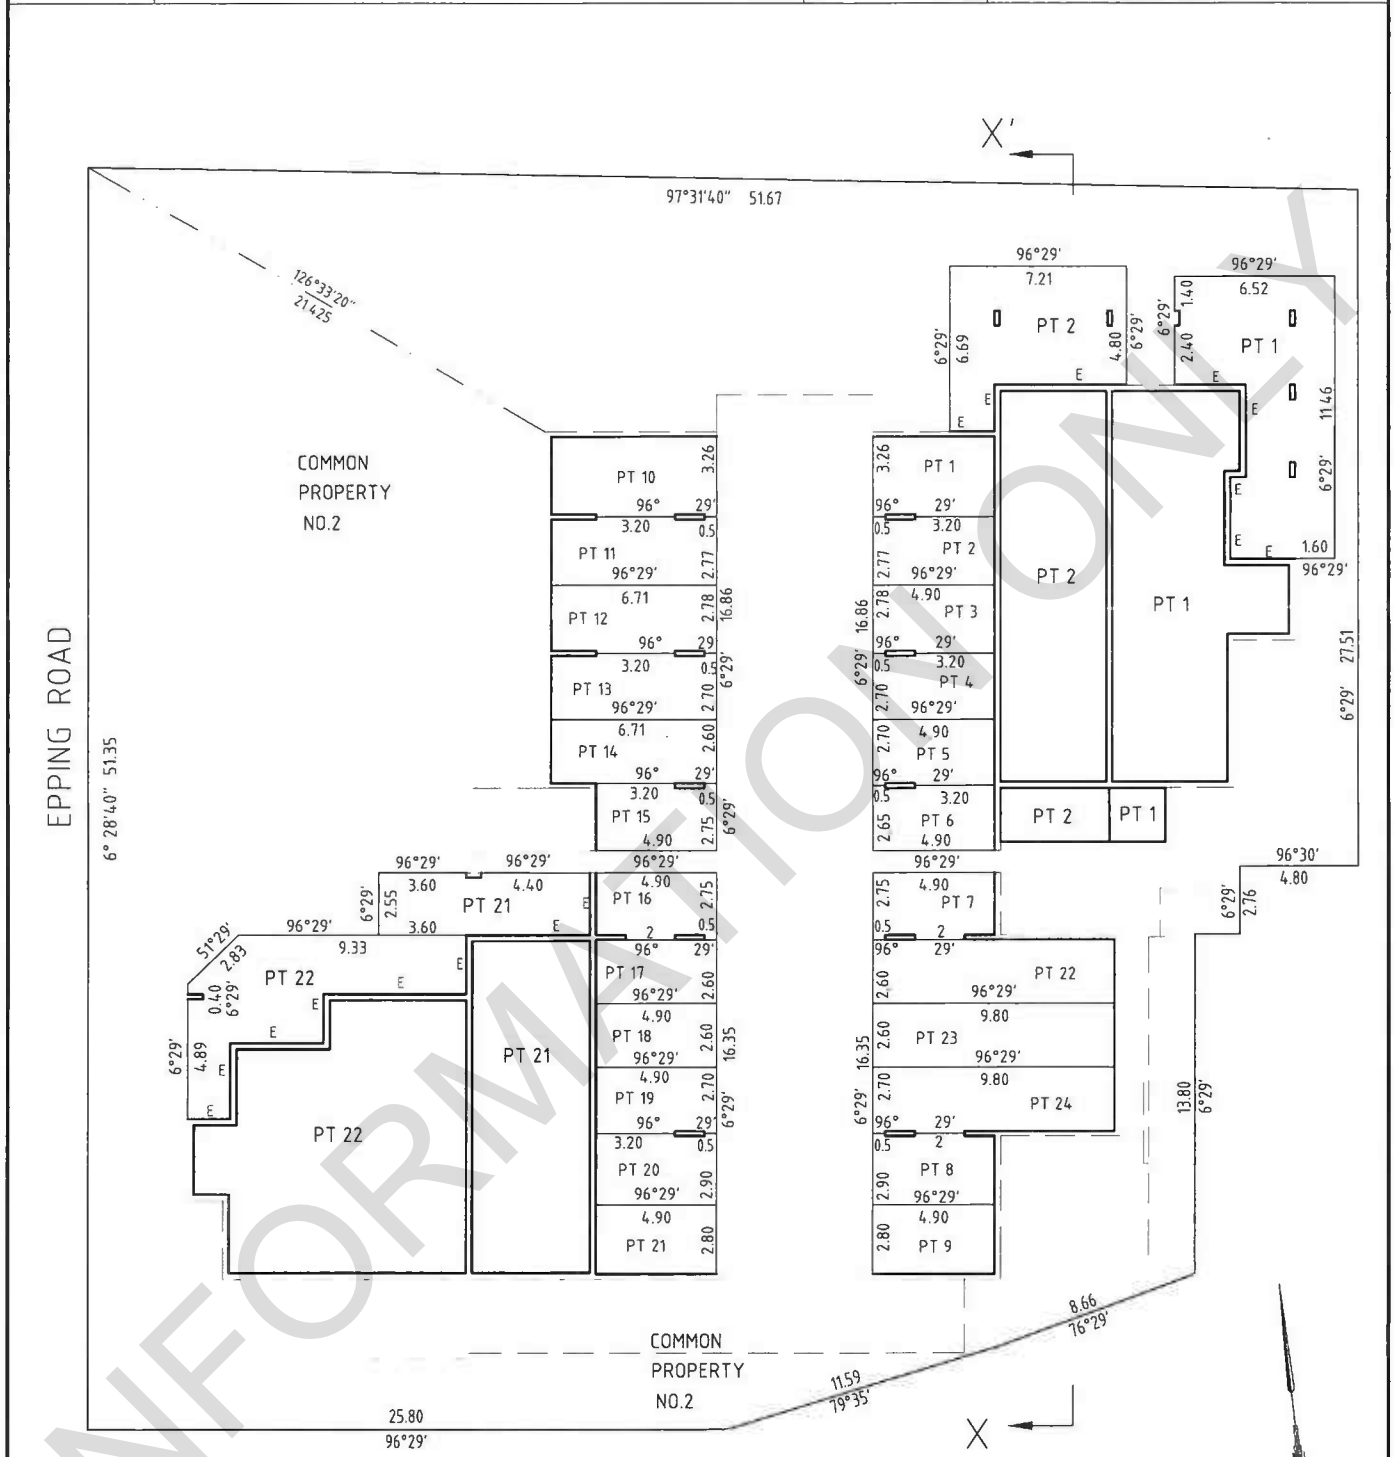 X'
97°31'40" 51.67
126°33'20"
21.425
96°29'
7.21
PT 2
6°29'
6.69
4.80
6°29'
E
E
E
96°29'
6.52
1.40
6°29'
2.40
PT 1
E
E
11.46
6°29'
E
E
E
1.60
96°29'
COMMON
PROPERTY
NO.2
EPPING ROAD
6° 28'40" 51.35
PT 10
3.26
96° 29'
3.20
0.5
PT 11
2.77
96°29'
6.71
2.78
PT 12
16.86
96° 29'
3.20
0.5
6°29'
PT 13
2.70
96°29'
6.71
2.60
PT 14
96° 29'
3.20
0.5
PT 15
2.75
6°29'
4.90
96°29'
3.26
PT 1
96° 29'
0.5
3.20
PT 2
2.77
96°29'
4.90
2.78
PT 3
16.86
96° 29'
0.5
3.20
6°29'
PT 4
2.70
96°29'
4.90
2.70
PT 5
96° 29'
0.5
3.20
PT 6
2.65
4.90
96°29'
PT 2
PT 1
PT 2
PT 1
27.51
6°29'
96°30'
4.80
6°29'
2.76
96°29'
3.60
96°29'
4.40
6°29'
2.55
PT 21
3.60
E
E
96°29'
9.33
51°29'
2.83
PT 22
0.40
6°29'
E
E
E
E
E
E
6°29'
4.89
PT 22
PT 21
4.90
PT 16
2.75
0.5
2
96° 29'
PT 17
2.60
96°29'
4.90
PT 18
2.60
16.35
96°29'
4.90
PT 19
2.70
6°29'
96° 29'
3.20
0.5
PT 20
2.90
96°29'
4.90
PT 21
2.80
4.90
2.75
PT 7
0.5
2
96° 29'
PT 22
2.60
96°29'
9.80
PT 23
2.60
16.35
96°29'
9.80
2.70
PT 24
6°29'
96° 29'
0.5
2
PT 8
2.90
96°29'
4.90
PT 9
2.80
13.80
6°29'
8.66
76°29'
COMMON
PROPERTY
NO.2
11.59
79°35'
25.80
96°29'
X
INFORMATION ONLY